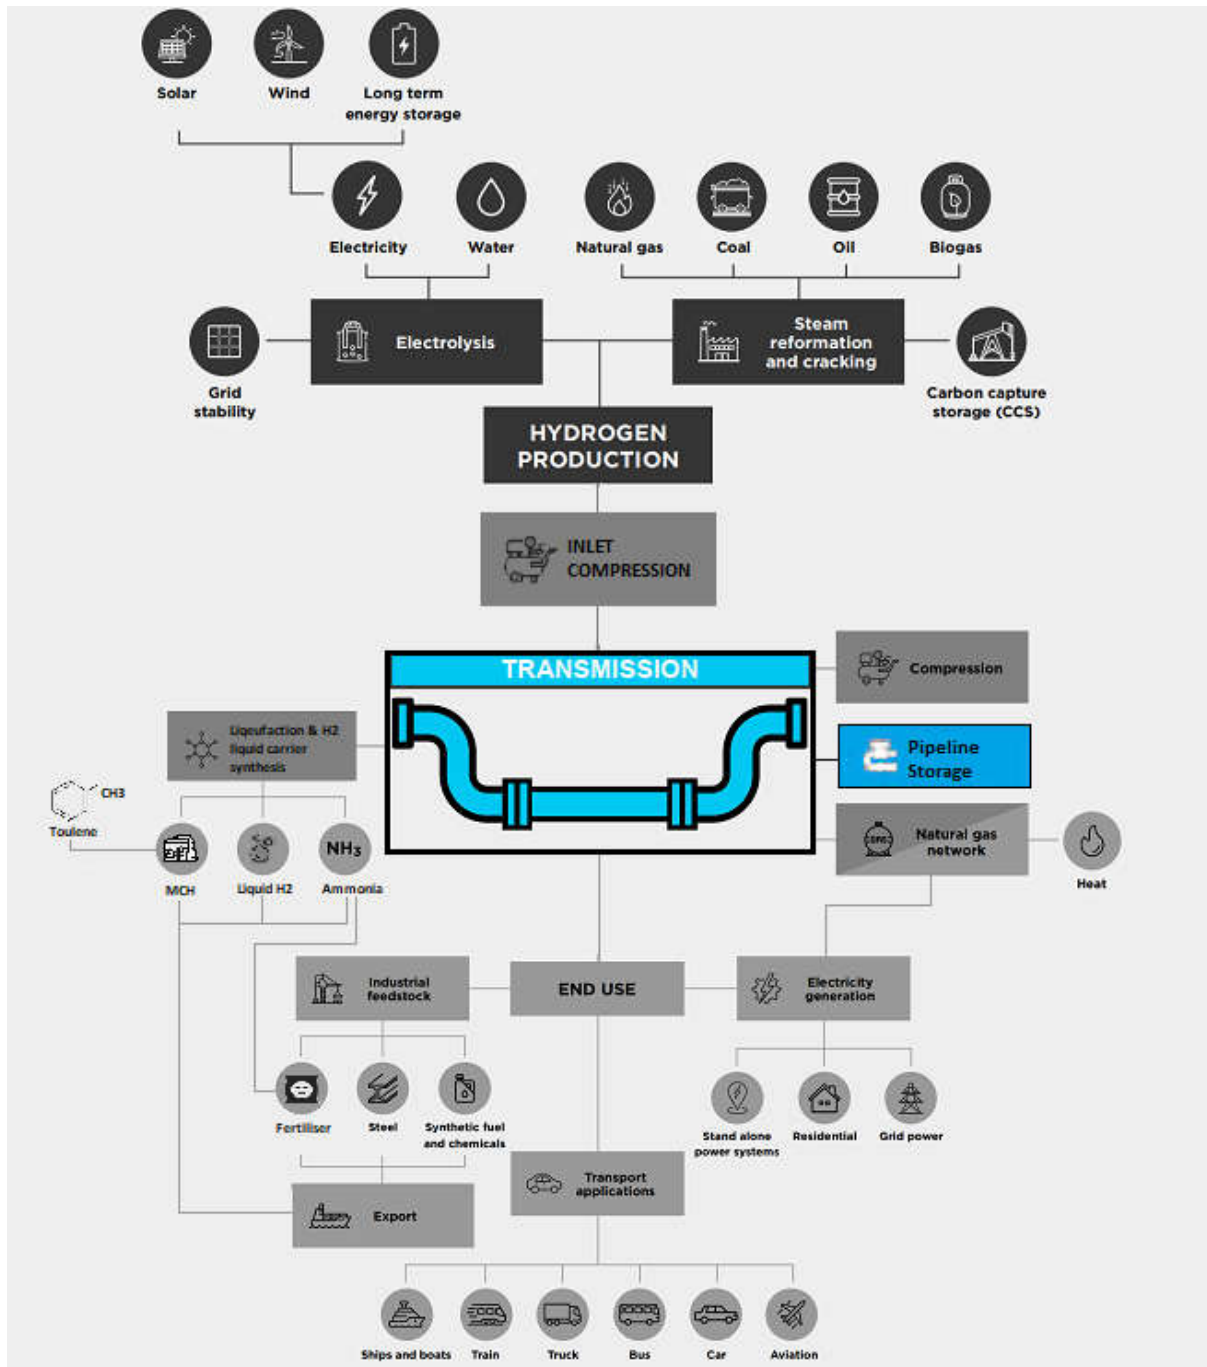 Solar
Wind
Long term
energy storage
Electricity
Water
Natural gas
Coal
Oil
Biogas
Electrolysis
Steam
reformation
and cracking
Grid
stability
Carbon capture
storage (CCS)
HYDROGEN
PRODUCTION
INLET
COMPRESSION
TRANSMISSION
Compression
Pipeline
Storage
Natural gas
network
Heat
Liqeufaction & H2
liquid carrier
synthesis
CH3
Toulene
MCH
Liquid H2
NH3
Ammonia
Industrial
feedstock
END USE
Electricity
generation
Fertiliser
Steel
Synthetic fuel
and chemicals
Stand alone
power systems
Residential
Grid power
Transport
applications
Export
Ships and boats
Train
Truck
Bus
Car
Aviation